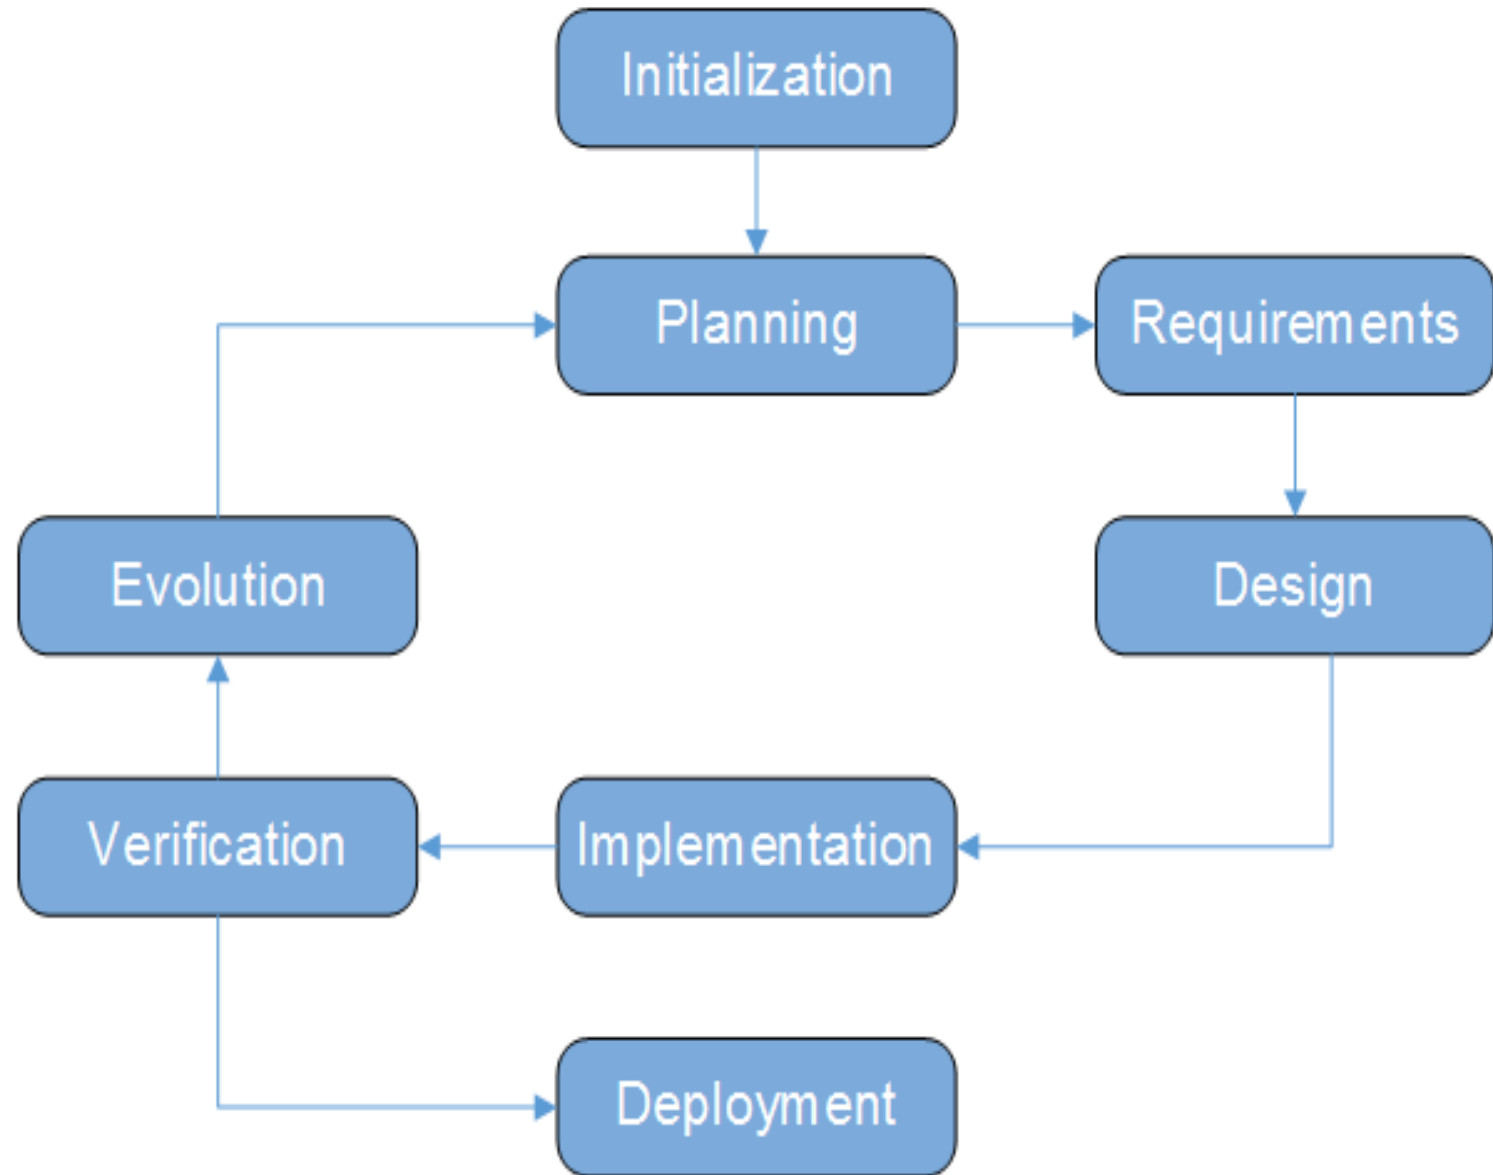 Initialization
Planning
Requirements
Evolution
Design
Verification
Implementation
Deployment